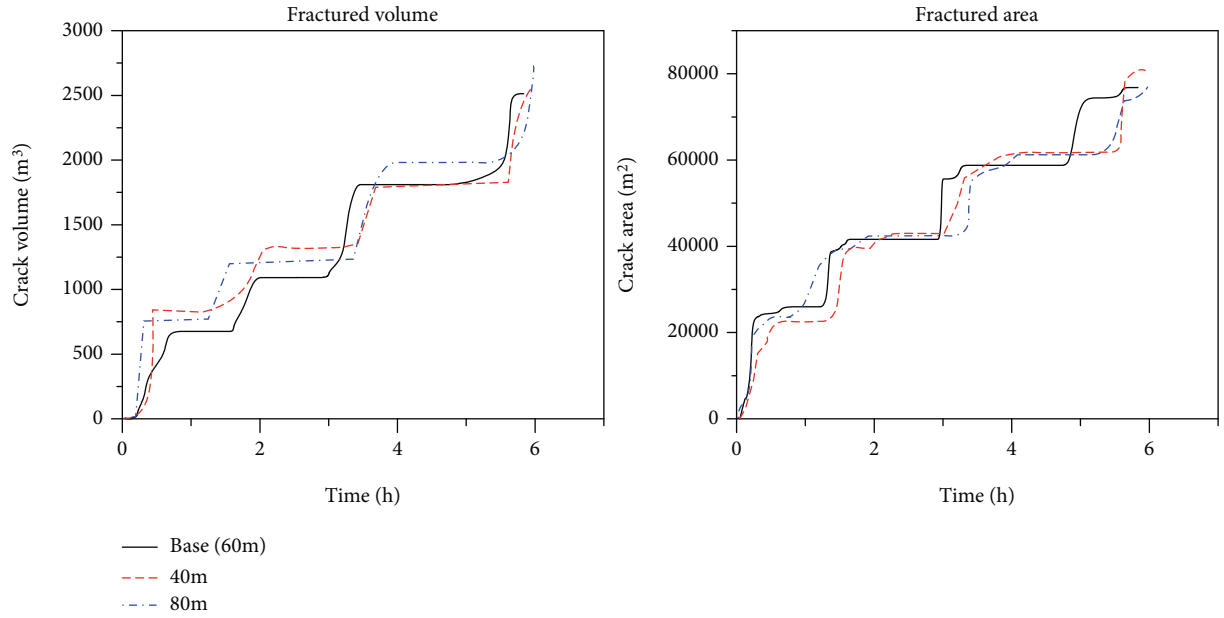 Fractured volume
3000
2500
2000
1500
1000
500
0
Crack volume (m³)
0 2 4 6
Time (h)
Fractured area
80000
60000
40000
20000
0
Crack area (m²)
0 2 4 6
Time (h)
Base (60m)
40m
80m